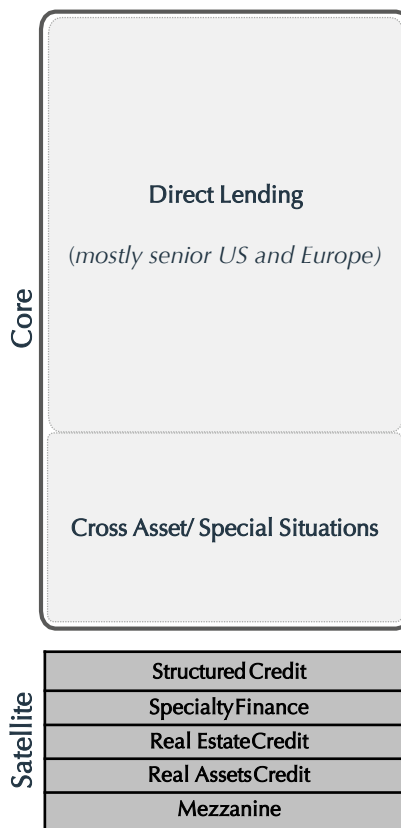 Core
Direct Lending
(mostly senior US and Europe)
Cross Asset/ Special Situations
Satellite
Structured Credit
Specialty Finance
Real Estate Credit
Real Assets Credit
Mezzanine